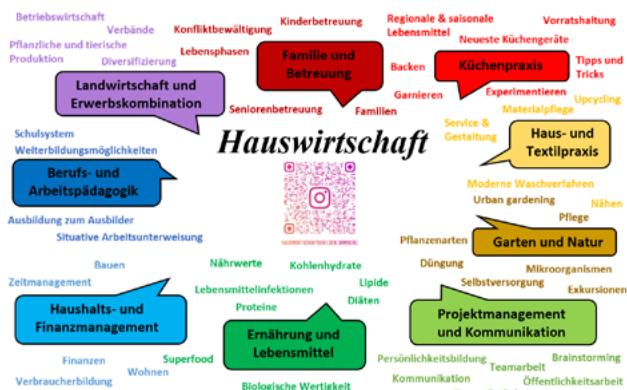 Betriebswirtschaft
Verbände
Pflanzliche und tierische
Produktion
Diversifizierung
Landwirtschaft und
Erwerbskombination
Konfliktbewältigung
Kinderbetreuung
Lebensphasen
Familie und
Betreuung
Seniorenbetreuung
Familien
Regionale & saisonale
Lebensmittel
Vorratshaltung
Neueste Küchengeräte
Backen
Küchenpraxis
Tipps und
Tricks
Garnieren
Experimentieren
Upcycling
Materialpflege
Service &
Gestaltung
Haus- und
Textilpraxis
Moderne Waschverfahren
Nähen
Hauswirtschaft
Schulsystem
Weiterbildungsmöglichkeiten
Berufs- und
Arbeitspädagogik
Ausbildung zum Ausbilder
Situative Arbeitsunterweisung
Urban gardening
Pflege
Pflanzenarten
Garten und Natur
Düngung
Mikroorganismen
Selbstversorgung
Exkursionen
Bauen
Zeitmanagement
Haushalts- und
Finanzmanagement
Finanzen
Wohnen
Verbraucherbildung
Nährwerte
Kohlenhydrate
Lebensmittelinfektionen
Lipide
Proteine
Diäten
Ernährung und
Lebensmittel
Superfood
Biologische Wertigkeit
Projektmanagement
und Kommunikation
Persönlichkeitsbildung
Brainstorming
Teamarbeit
Kommunikation
Öffentlichkeitsarbeit